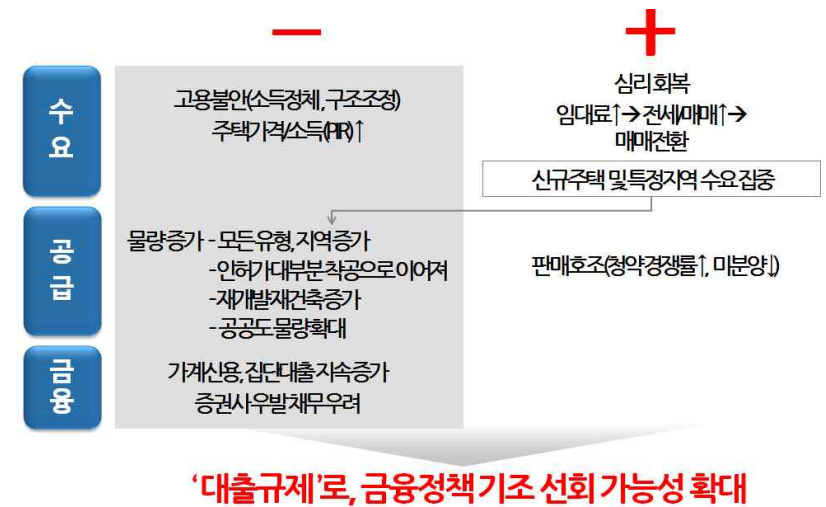 − +
수요
고용불안(소득정체, 구조조정)
주택가격/소득(PIR)↑
심리 회복
임대료↑→전세/매매↑→
매매전환
신규주택 및 특정지역 수요 집중
공급
물량증가 - 모든 유형, 지역 증가
-인허가 대부분 착공으로 이어져
-재개발재건축 증가
- 공공도 물량 확대
판매호조(청약경쟁률↑, 미분양↓)
금융
가계신용, 집단대출 지속 증가
증권사 우발채무 우려
‘대출규제’로, 금융정책 기조 선회 가능성 확대